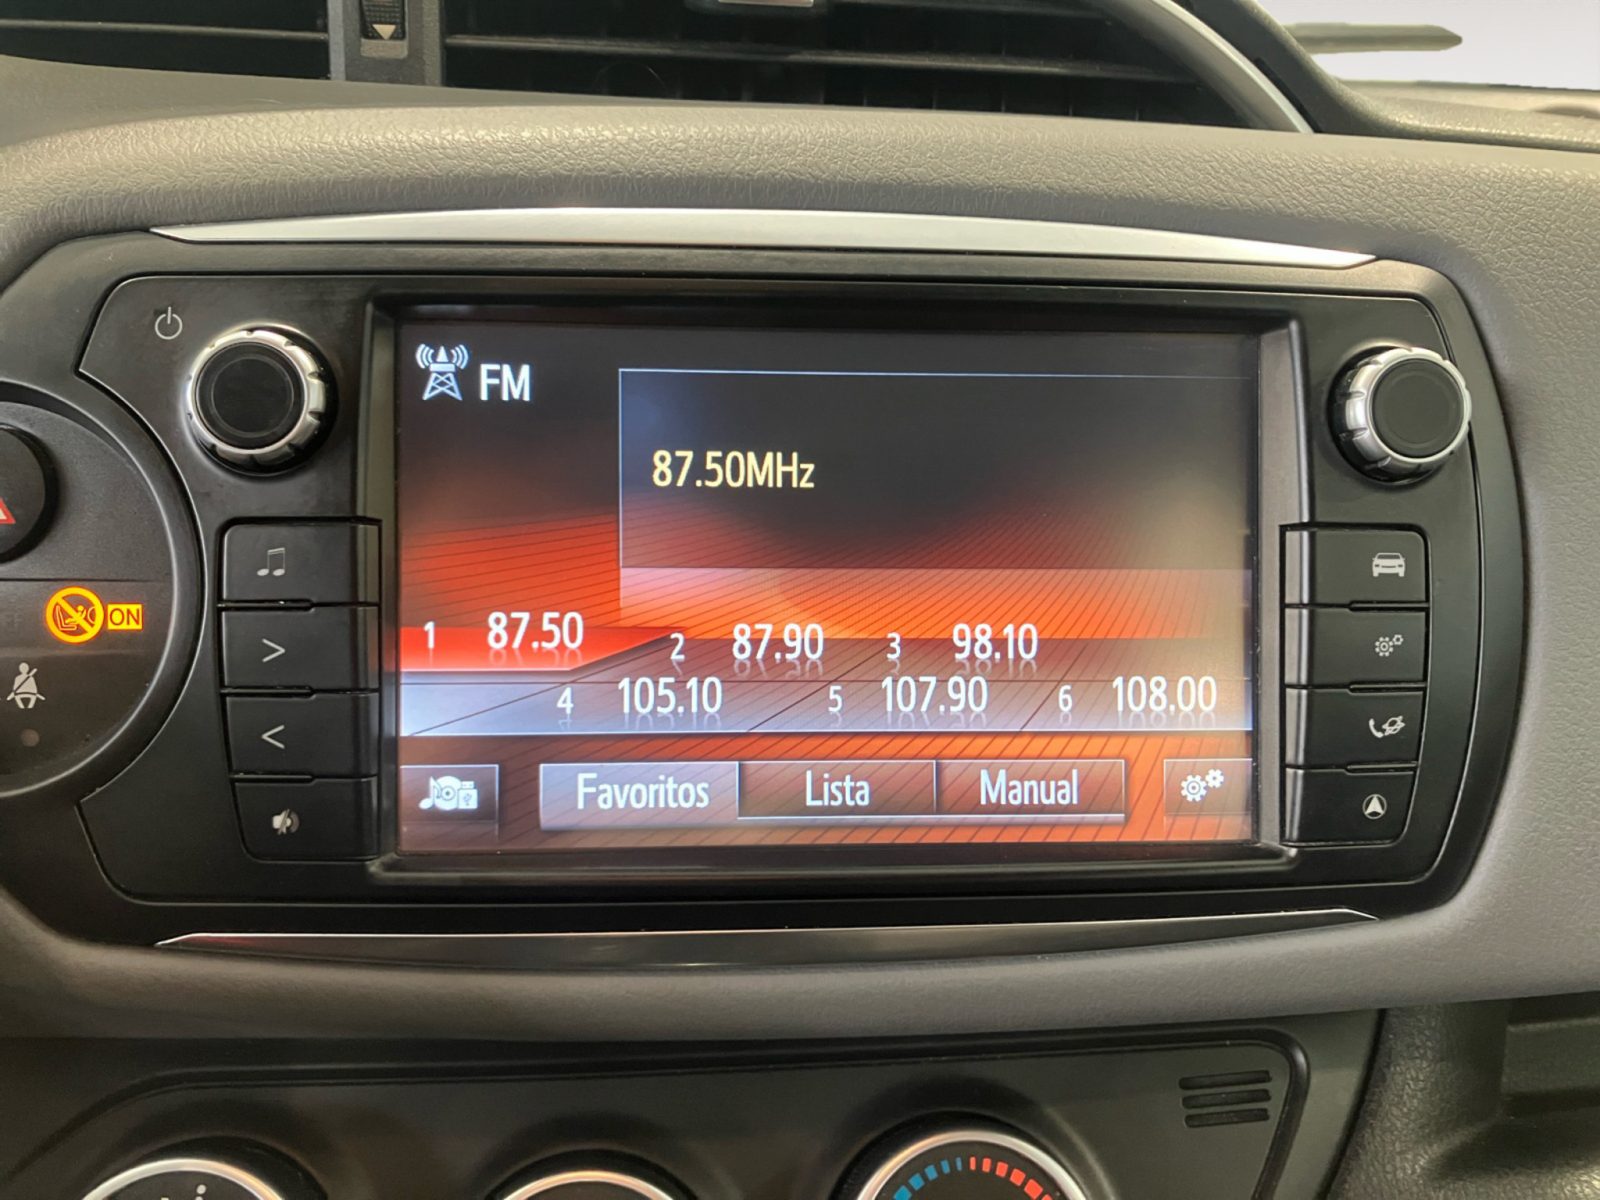 FM
87.50MHz
1 87.50 2 87.90 3 98.10
4 105.10 5 107.90 6 108.00
Favoritos Lista Manual
ON